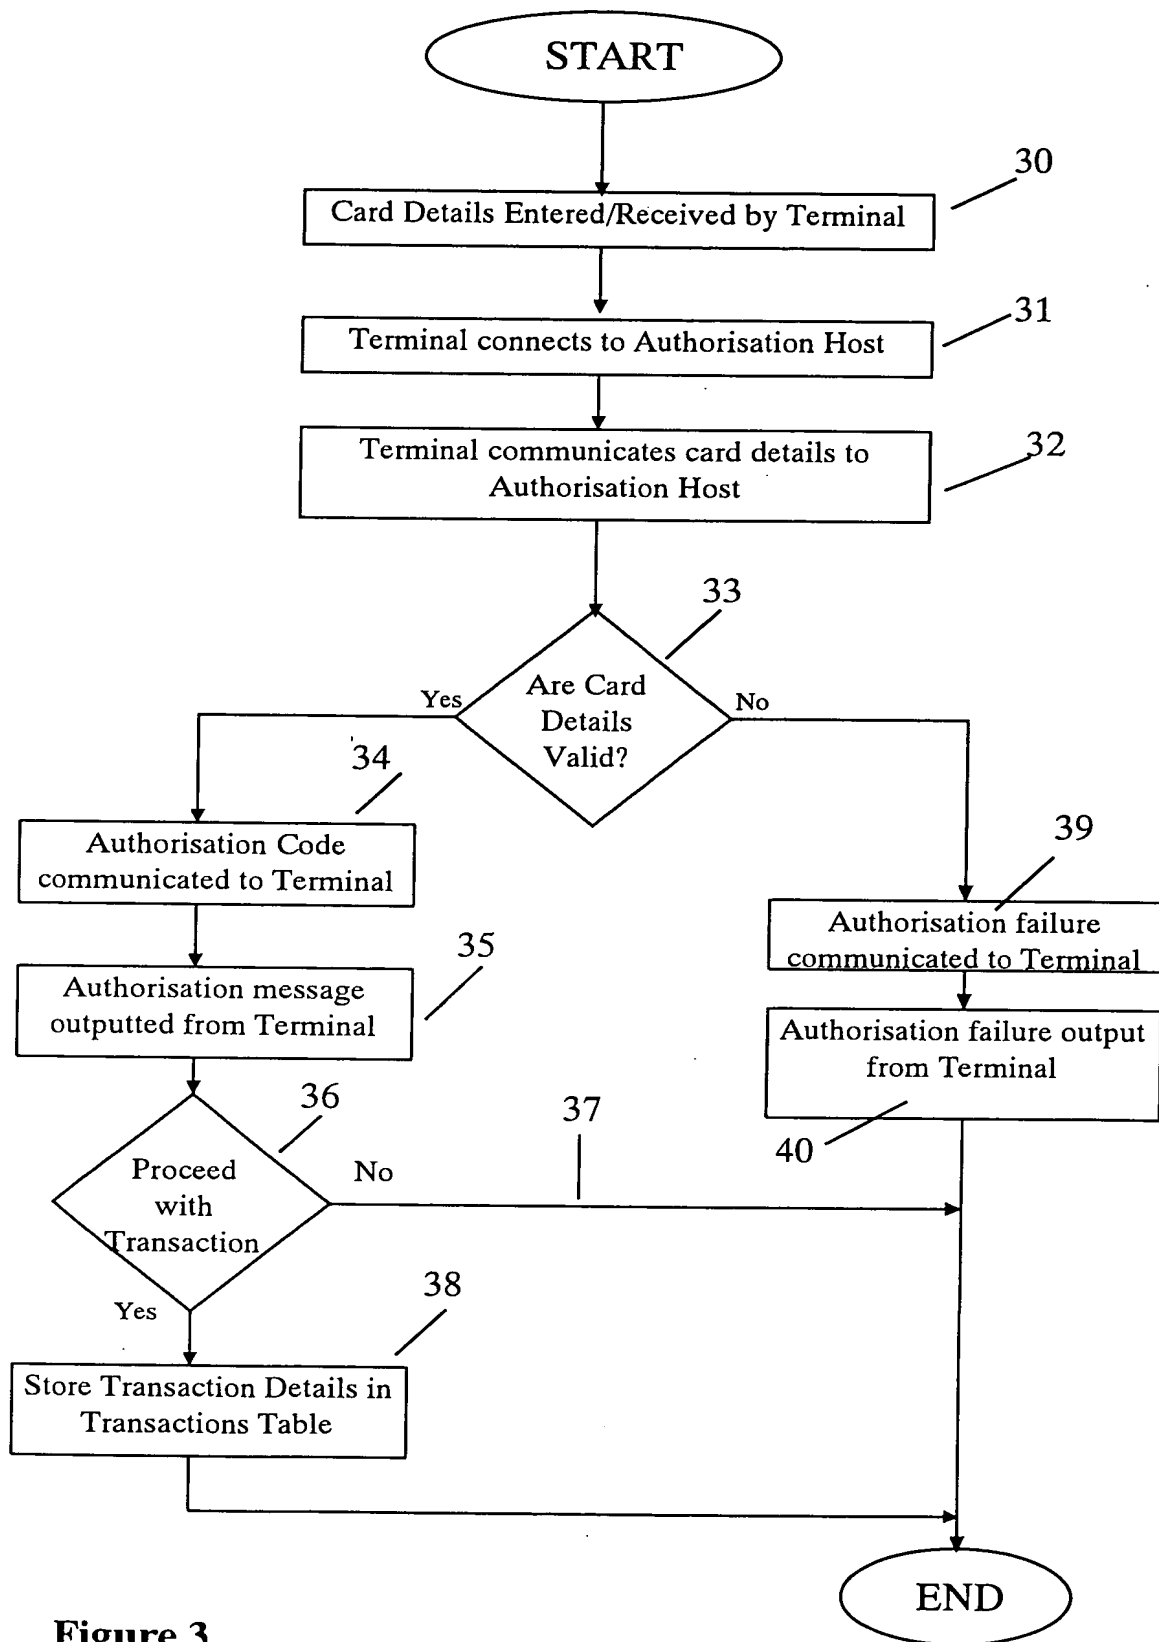 START
30
Card Details Entered/Received by Terminal
31
Terminal connects to Authorisation Host
32
Terminal communicates card details to
Authorisation Host
33
Are Card
Details
Valid?
Yes
No
34
Authorisation Code
communicated to Terminal
39
Authorisation failure
communicated to Terminal
35
Authorisation message
outputted from Terminal
Authorisation failure output
from Terminal
40
36
37
Proceed
with
Transaction
No
Yes
38
Store Transaction Details in
Transactions Table
END
Figure 3